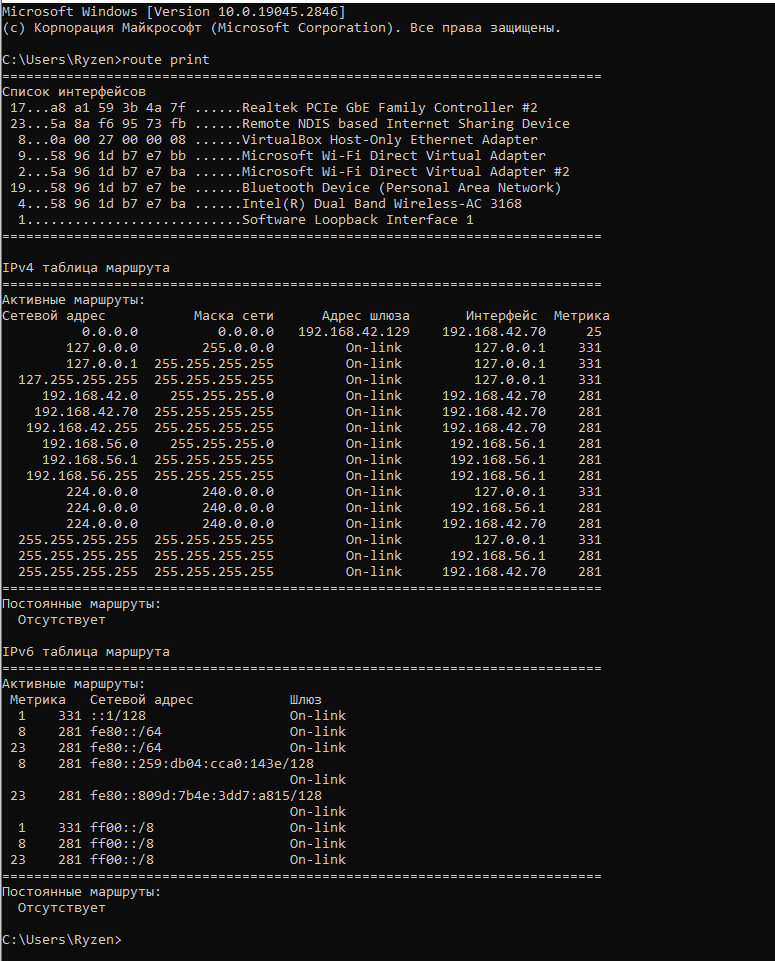 Microsoft Windows [Version 10.0.19045.2846]
(c) Корпорация Майкрософт (Microsoft Corporation). Все права защищены.
C:\Users\Ryzen>route print
===========================================================================
Список интерфейсов
 17...a8 a1 59 3b 4a 7f ......Realtek PCIe GbE Family Controller #2
 23...5a 8a f6 95 73 fb ......Remote NDIS based Internet Sharing Device
  8...0a 00 27 00 00 08 ......VirtualBox Host-Only Ethernet Adapter
  9...58 96 1d b7 e7 bb ......Microsoft Wi-Fi Direct Virtual Adapter
  2...5a 96 1d b7 e7 ba ......Microsoft Wi-Fi Direct Virtual Adapter #2
 19...58 96 1d b7 e7 be ......Bluetooth Device (Personal Area Network)
  4...58 96 1d b7 e7 ba ......Intel(R) Dual Band Wireless-AC 3168
  1...........................Software Loopback Interface 1
===========================================================================
IPv4 таблица маршрута
===========================================================================
Активные маршруты:
Сетевой адрес           Маска сети      Адрес шлюза       Интерфейс  Метрика
          0.0.0.0          0.0.0.0   192.168.42.129    192.168.42.70     25
        127.0.0.0        255.0.0.0         On-link         127.0.0.1    331
        127.0.0.1  255.255.255.255         On-link         127.0.0.1    331
  127.255.255.255  255.255.255.255         On-link         127.0.0.1    331
     192.168.42.0    255.255.255.0         On-link     192.168.42.70    281
    192.168.42.70  255.255.255.255         On-link     192.168.42.70    281
   192.168.42.255  255.255.255.255         On-link     192.168.42.70    281
     192.168.56.0    255.255.255.0         On-link      192.168.56.1    281
     192.168.56.1  255.255.255.255         On-link      192.168.56.1    281
   192.168.56.255  255.255.255.255         On-link      192.168.56.1    281
        224.0.0.0        240.0.0.0         On-link         127.0.0.1    331
        224.0.0.0        240.0.0.0         On-link      192.168.56.1    281
        224.0.0.0        240.0.0.0         On-link     192.168.42.70    281
  255.255.255.255  255.255.255.255         On-link         127.0.0.1    331
  255.255.255.255  255.255.255.255         On-link      192.168.56.1    281
  255.255.255.255  255.255.255.255         On-link     192.168.42.70    281
===========================================================================
Постоянные маршруты:
  Отсутствует
IPv6 таблица маршрута
===========================================================================
Активные маршруты:
 Метрика   Сетевой адрес            Шлюз
  1    331 ::1/128                  On-link
  8    281 fe80::/64                On-link
 23    281 fe80::/64                On-link
  8    281 fe80::259:db04:cca0:143e/128
                                    On-link
 23    281 fe80::809d:7b4e:3dd7:a815/128
                                    On-link
  1    331 ff00::/8                 On-link
  8    281 ff00::/8                 On-link
 23    281 ff00::/8                 On-link
===========================================================================
Постоянные маршруты:
  Отсутствует
C:\Users\Ryzen>